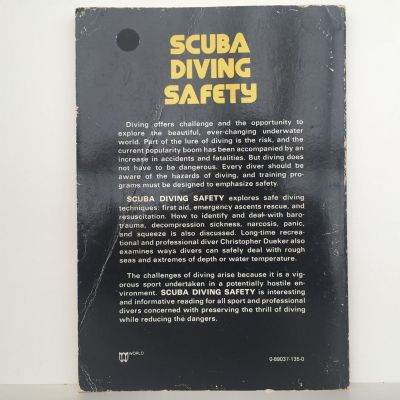 SCUBA
DIVING
SAFETY
Diving offers challenge and the opportunity to
explore the beautiful, ever-changing underwater
world. Part of the lure of diving is the risk, and the
current popularity boom has been accompanied by an
increase in accidents and fatalities. But diving does
not have to be dangerous. Every diver should be
aware of the hazards of diving, and training pro-
grams must be designed to emphasize safety.
SCUBA DIVING SAFETY explores safe diving
techniques: first aid, emergency ascents rescue, and
resuscitation. How to identify and deal with baro-
trauma, decompression sickness, narcosis, panic,
and squeeze is also discussed. Long-time recrea-
tional and professional diver Christopher Dueker also
examines ways divers can safely deal with rough
seas and extremes of depth or water temperature.
The challenges of diving arise because it is a vig-
orous sport undertaken in a potentially hostile en-
vironment. SCUBA DIVING SAFETY is interesting
and informative reading for all sport and professional
divers concerned with preserving the thrill of diving
while reducing the dangers.
WORLD
0-89037-135-0